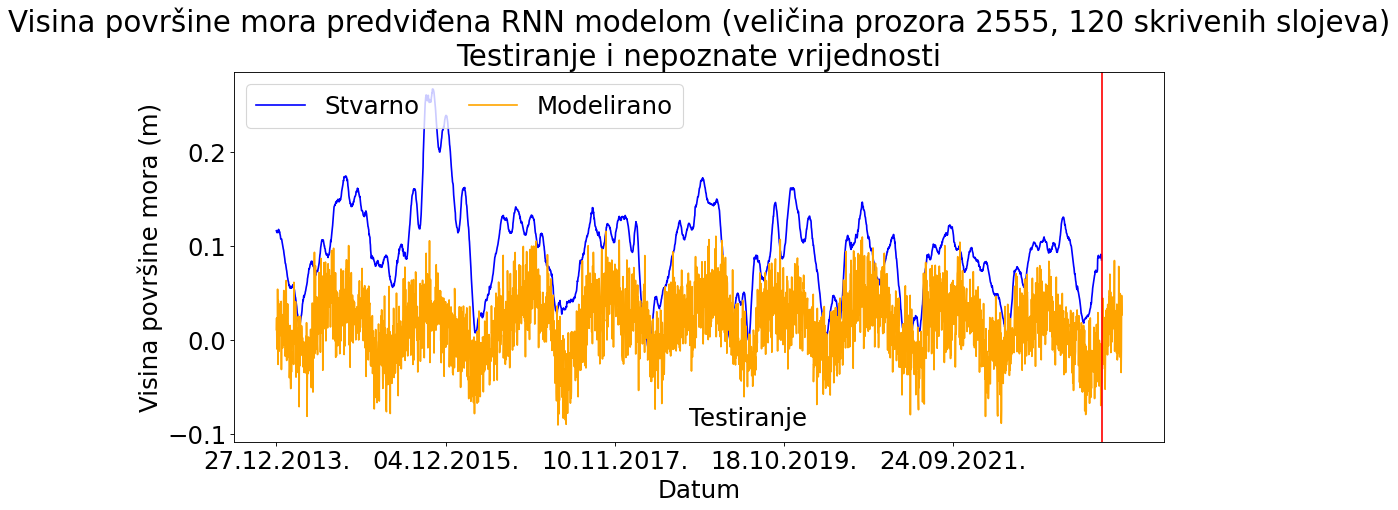 Visina površine mora predviđena RNN modelom (veličina prozora 2555, 120 skrivenih slojeva)
Testiranje i nepoznate vrijednosti
Stvarno
Modelirano
Visina površine mora (m)
0.2
0.1
0.0
−0.1
Testiranje
27.12.2013.
04.12.2015.
10.11.2017.
18.10.2019.
24.09.2021.
Datum